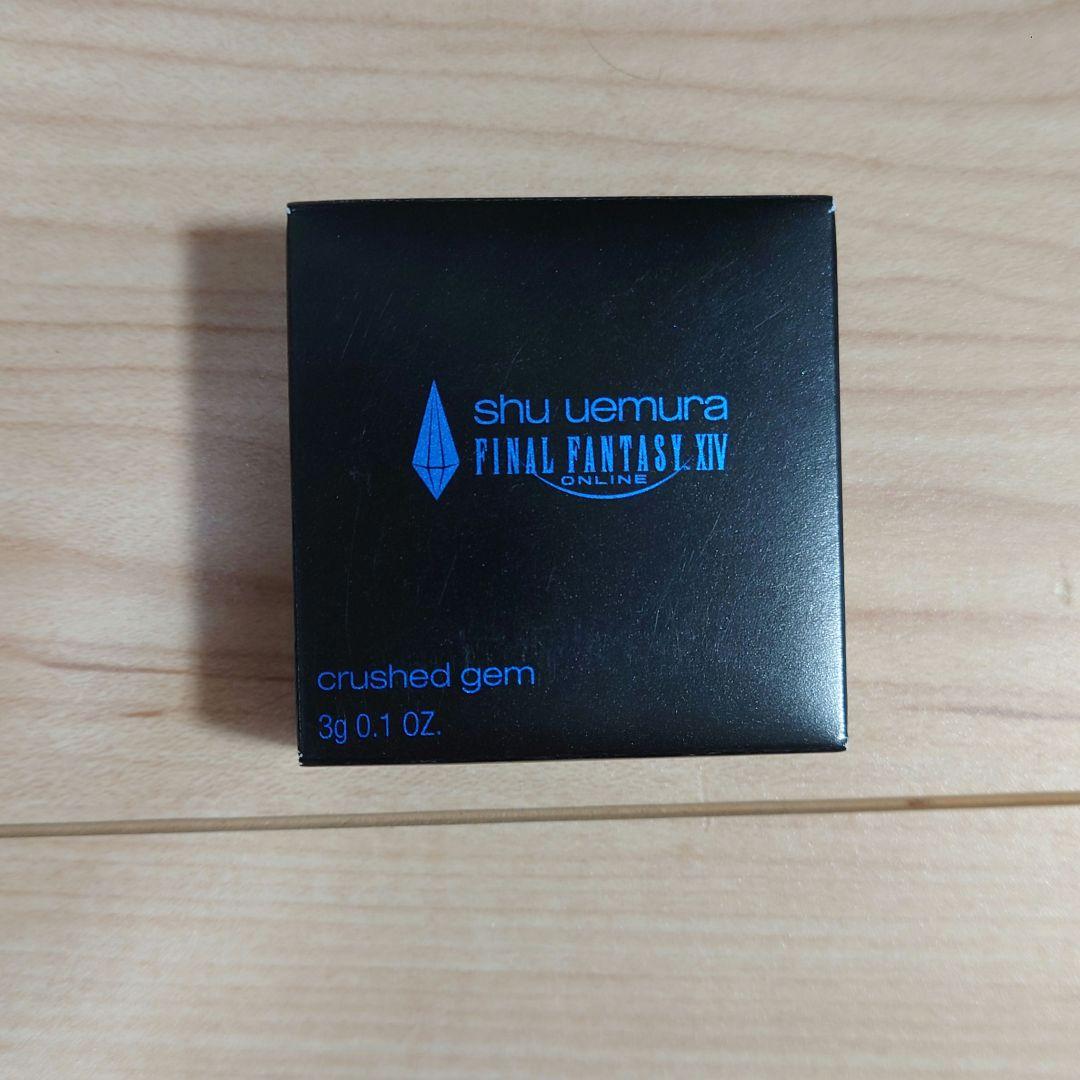 shu uemura
FINAL FANTASY XIV
ONLINE
crushed gem
3g 0.1 OZ.